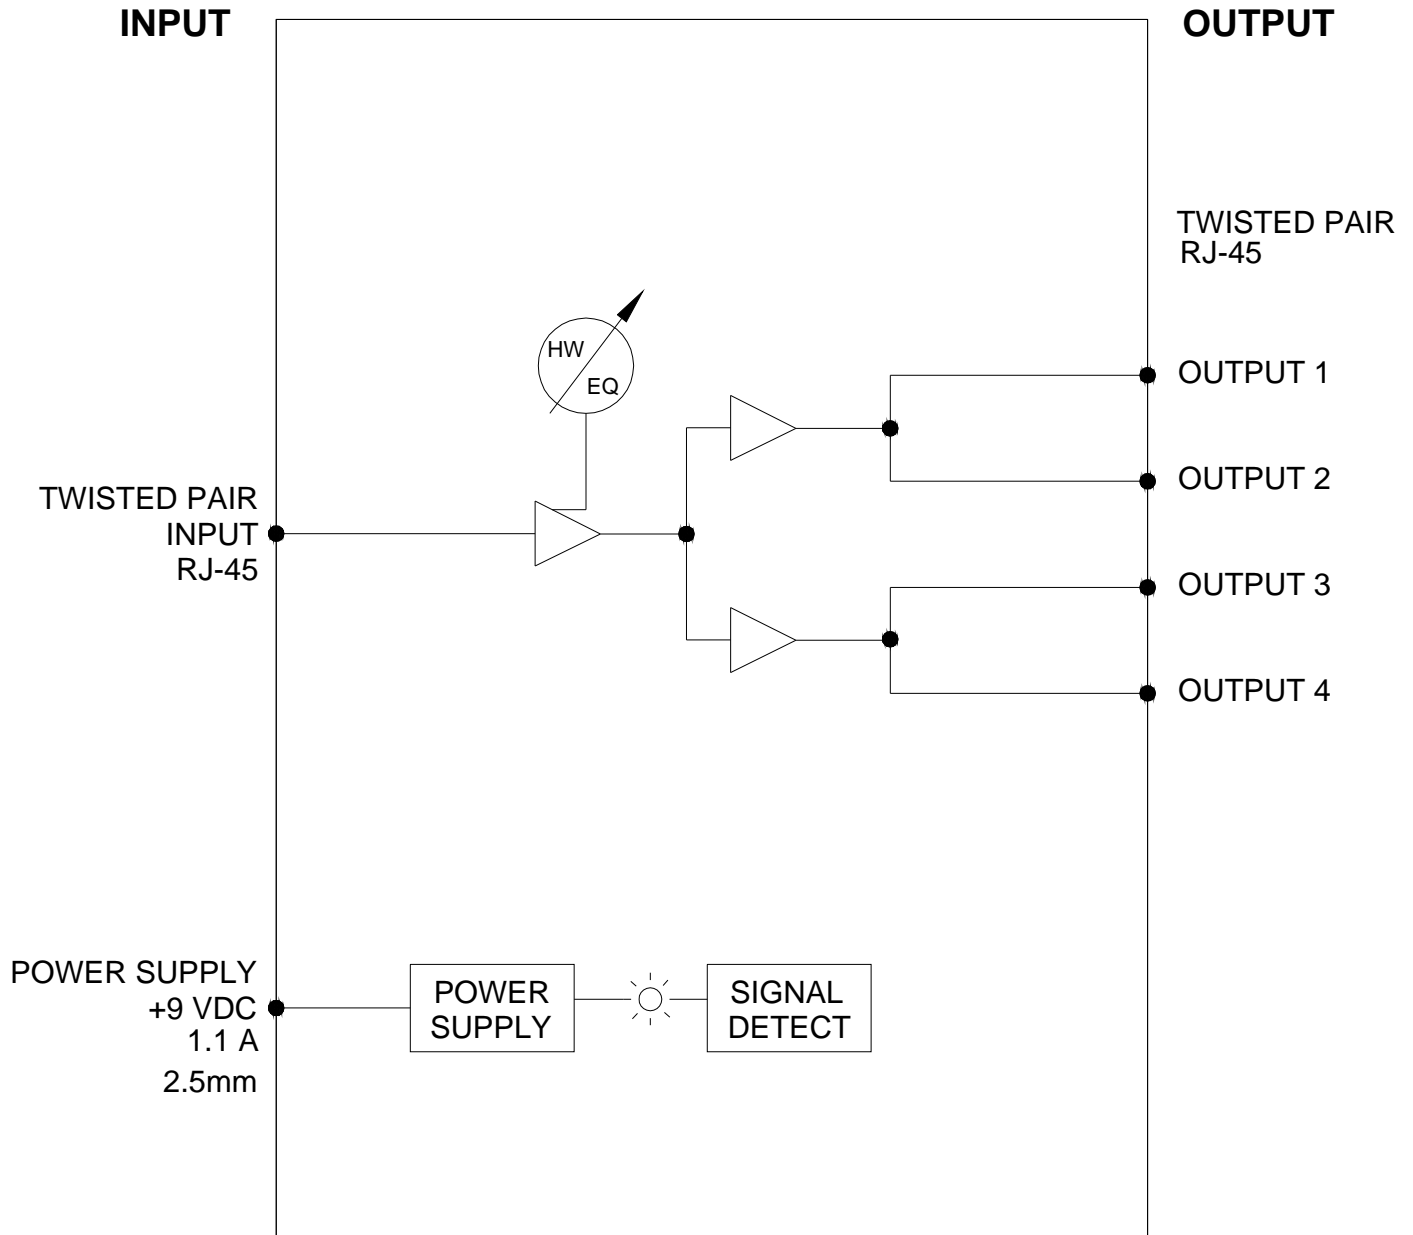 INPUT
OUTPUT
TWISTED PAIR
RJ-45
HW
EQ
OUTPUT 1
OUTPUT 2
TWISTED PAIR
INPUT
RJ-45
OUTPUT 3
OUTPUT 4
POWER SUPPLY
+9 VDC
1.1 A
2.5mm
POWER
SUPPLY
SIGNAL
DETECT